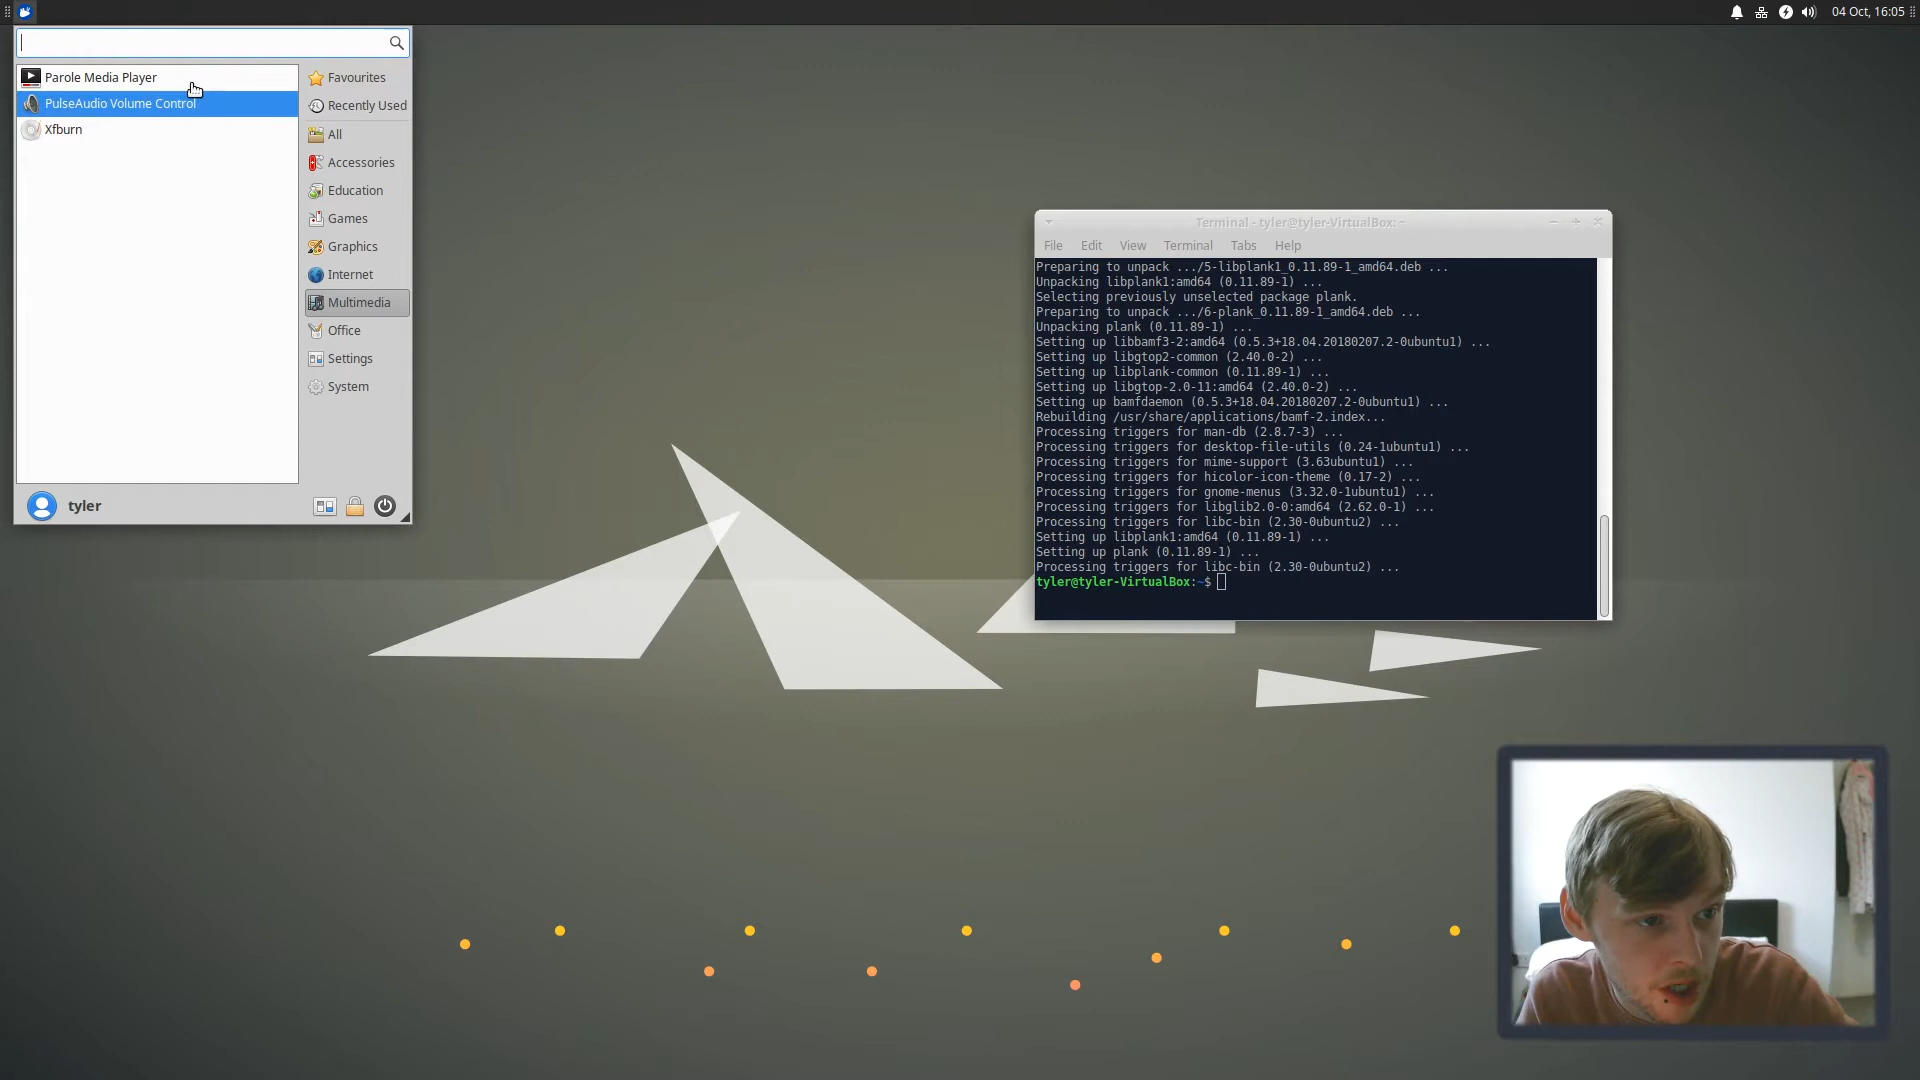 04 Oct, 16:05
Parole Media Player
PulseAudio Volume Control
Xfburn
Favourites
Recently Used
All
Accessories
Education
Games
Graphics
Internet
Multimedia
Office
Settings
System
tyler
Terminal - tyler@tyler-VirtualBox: ~
File Edit View Terminal Tabs Help
Preparing to unpack .../5-libplank1_0.11.89-1_amd64.deb ...
Unpacking libplank1:amd64 (0.11.89-1) ...
Selecting previously unselected package plank.
Preparing to unpack .../6-plank_0.11.89-1_amd64.deb ...
Unpacking plank (0.11.89-1) ...
Setting up libbamf3-2:amd64 (0.5.3+18.04.20180207.2-0ubuntu1) ...
Setting up libgtop2-common (2.40.0-2) ...
Setting up libplank-common (0.11.89-1) ...
Setting up libgtop-2.0-11:amd64 (2.40.0-2) ...
Setting up bamfdaemon (0.5.3+18.04.20180207.2-0ubuntu1) ...
Rebuilding /usr/share/applications/bamf-2.index...
Processing triggers for man-db (2.8.7-3) ...
Processing triggers for desktop-file-utils (0.24-1ubuntu1) ...
Processing triggers for mime-support (3.63ubuntu1) ...
Processing triggers for hicolor-icon-theme (0.17-2) ...
Processing triggers for gnome-menus (3.32.0-1ubuntu1) ...
Processing triggers for libglib2.0-0:amd64 (2.62.0-1) ...
Processing triggers for libc-bin (2.30-0ubuntu2) ...
Setting up libplank1:amd64 (0.11.89-1) ...
Setting up plank (0.11.89-1) ...
Processing triggers for libc-bin (2.30-0ubuntu2) ...
tyler@tyler-VirtualBox:~$